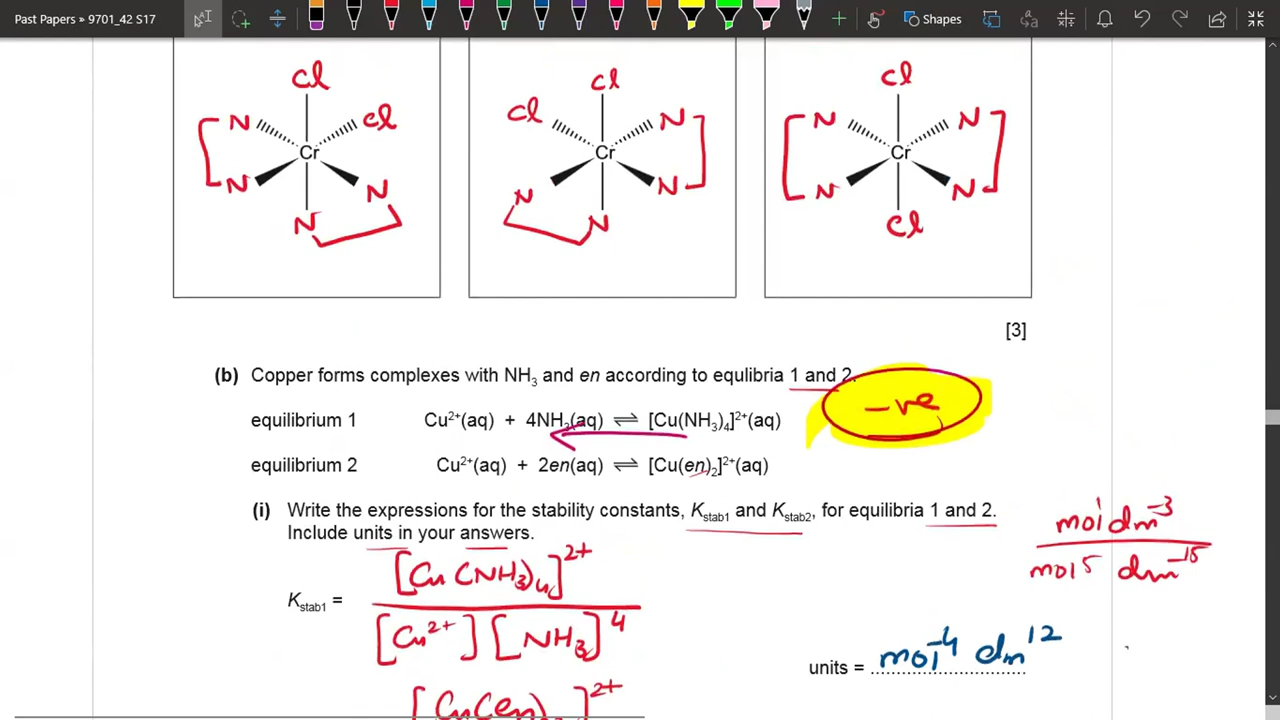 Past Papers » 9701_42 S17
Shapes
Cl
N Cl
Cr
N N
N
Cl
Cl N
Cr
N N
N
Cl
N N
Cr
N N
Cl
[3]
(b) Copper forms complexes with NH₃ and en according to equlibria 1 and 2.
-ve
equilibrium 1 Cu²⁺(aq) + 4NH₃(aq) ⇌ [Cu(NH₃)₄]²⁺(aq)
equilibrium 2 Cu²⁺(aq) + 2en(aq) ⇌ [Cu(en)₂]²⁺(aq)
(i) Write the expressions for the stability constants, Kstab1 and Kstab2, for equilibria 1 and 2.
Include units in your answers.
mol dm⁻³
mol⁵ dm⁻¹⁵
[Cu(NH₃)₄]²⁺
Kstab1 =
[Cu²⁺] [NH₃]⁴
units = mol⁻⁴ dm¹²
[Cu(en)₂]²⁺